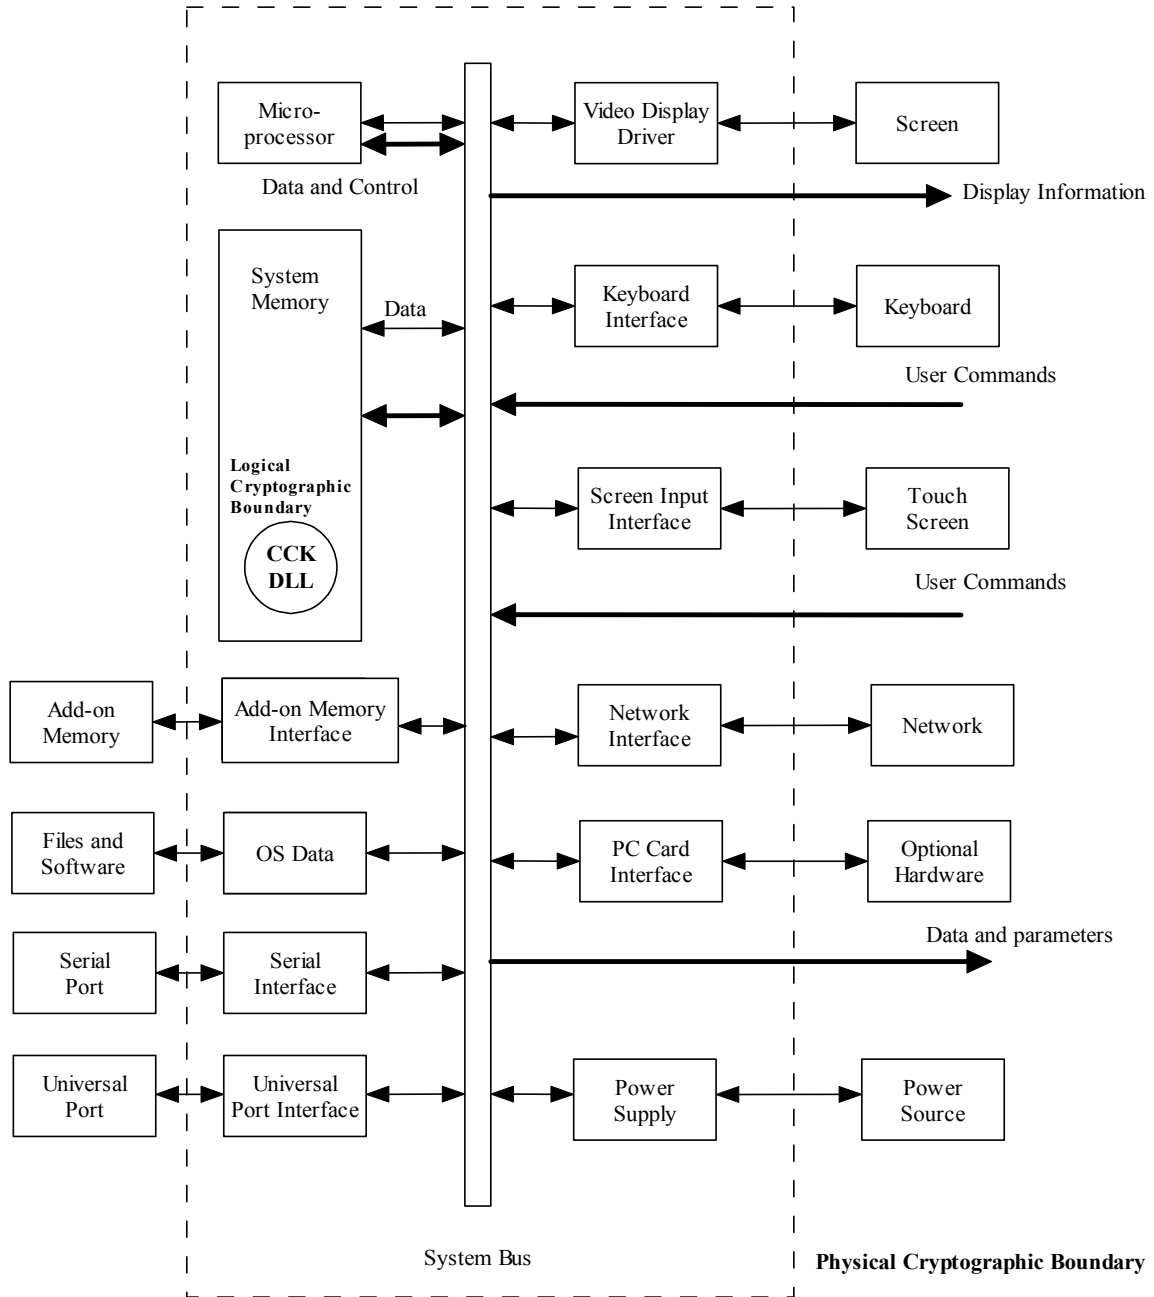 Micro-
processor
Video Display
Driver
Screen
Data and Control
Display Information
System
Memory
Data
Keyboard
Interface
Keyboard
User Commands
Logical
Cryptographic
Boundary
CCK
DLL
Screen Input
Interface
Touch
Screen
User Commands
Add-on
Memory
Add-on Memory
Interface
Network
Interface
Network
Files and
Software
OS Data
PC Card
Interface
Optional
Hardware
Data and parameters
Serial
Port
Serial
Interface
Universal
Port
Universal
Port Interface
Power
Supply
Power
Source
System Bus
Physical Cryptographic Boundary